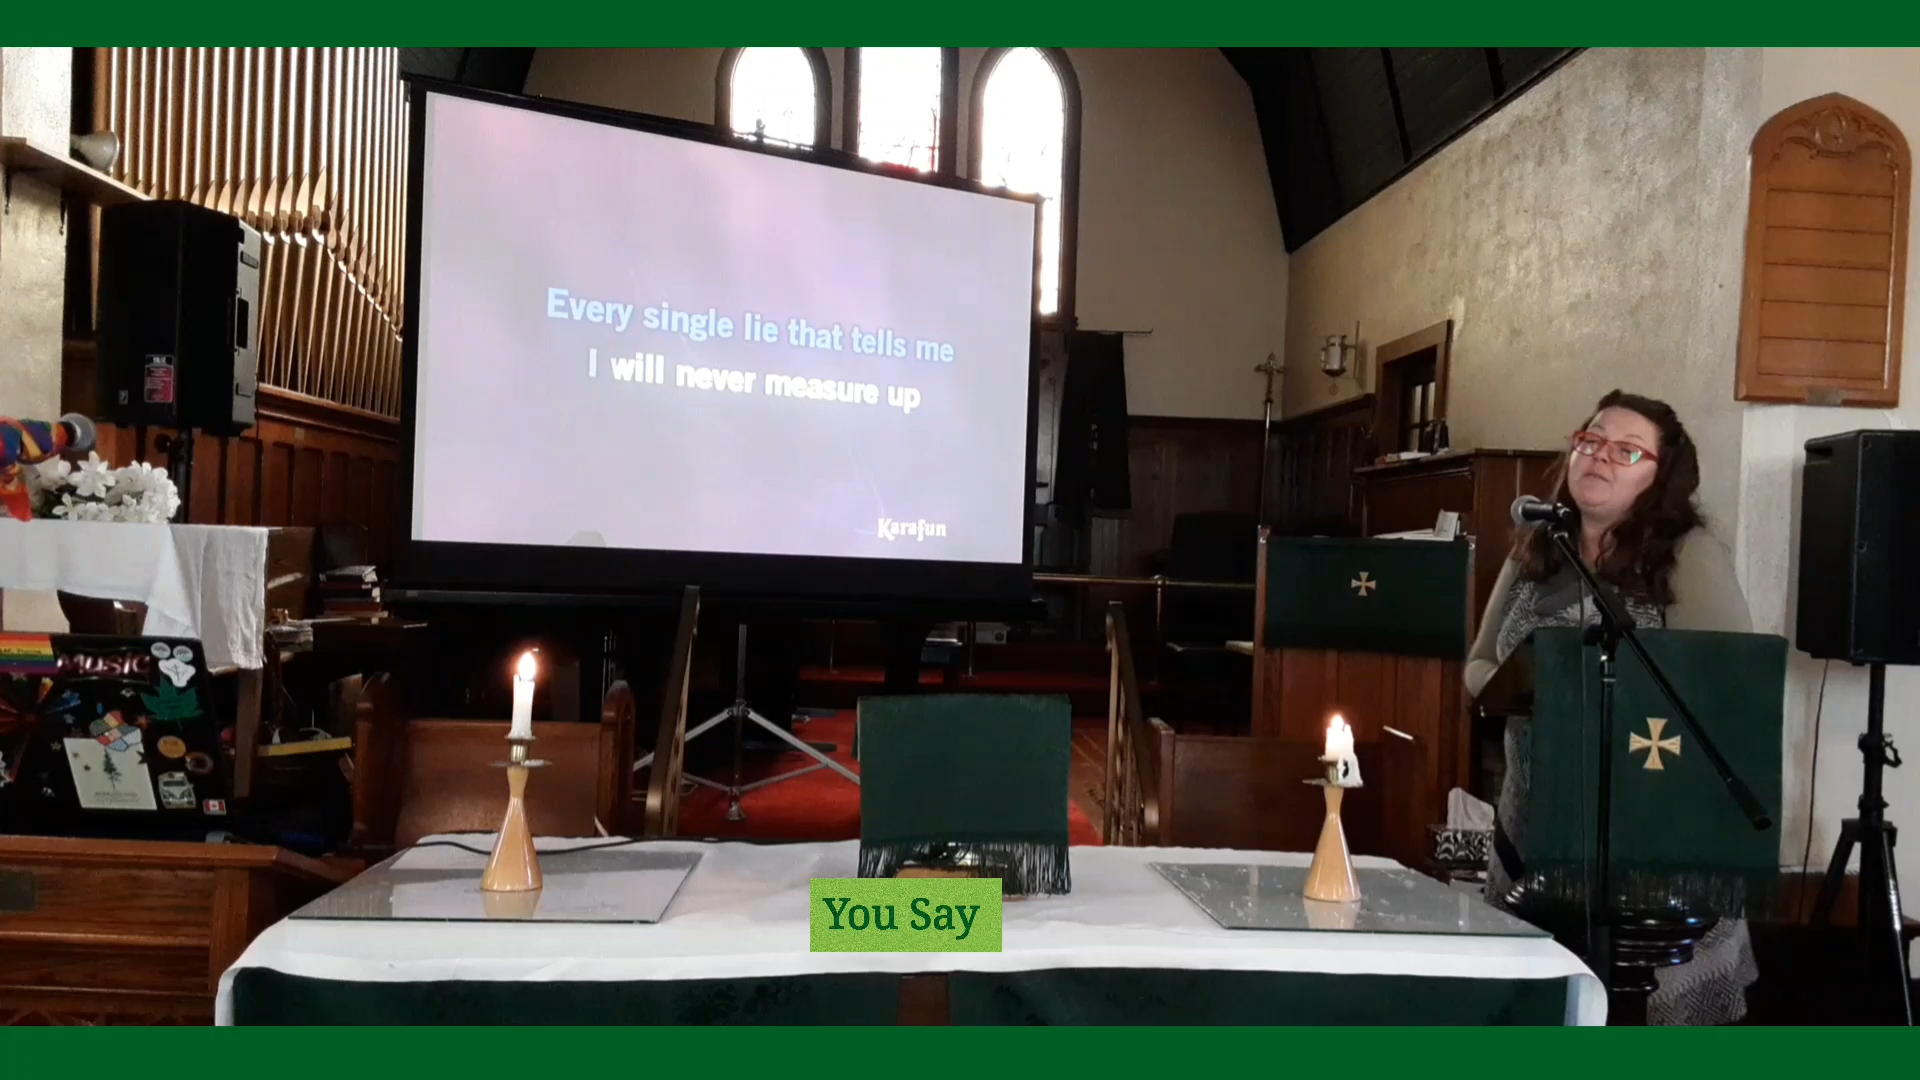 Every single lie that tells me
I will never measure up
Karafun
MUSIC
You Say